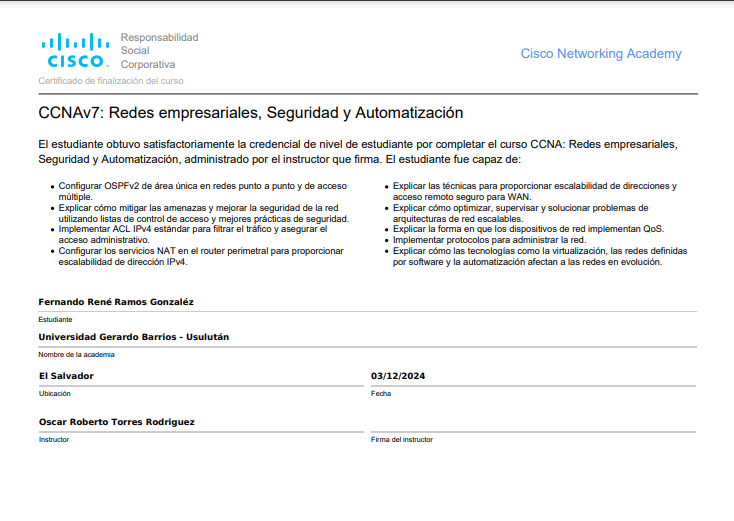 CISCO
Responsabilidad
Social
Corporativa
Cisco Networking Academy
Certificado de finalización del curso
CCNAv7: Redes empresariales, Seguridad y Automatización
El estudiante obtuvo satisfactoriamente la credencial de nivel de estudiante por completar el curso CCNA: Redes empresariales,
Seguridad y Automatización, administrado por el instructor que firma. El estudiante fue capaz de:
• Configurar OSPFv2 de área única en redes punto a punto y de acceso
múltiple.
• Explicar cómo mitigar las amenazas y mejorar la seguridad de la red
utilizando listas de control de acceso y mejores prácticas de seguridad.
• Implementar ACL IPv4 estándar para filtrar el tráfico y asegurar el
acceso administrativo.
• Configurar los servicios NAT en el router perimetral para proporcionar
escalabilidad de dirección IPv4.
• Explicar las técnicas para proporcionar escalabilidad de direcciones y
acceso remoto seguro para WAN.
• Explicar cómo optimizar, supervisar y solucionar problemas de
arquitecturas de red escalables.
• Explicar la forma en que los dispositivos de red implementan QoS.
• Implementar protocolos para administrar la red.
• Explicar cómo las tecnologías como la virtualización, las redes definidas
por software y la automatización afectan a las redes en evolución.
Fernando René Ramos Gonzaléz
Estudiante
Universidad Gerardo Barrios - Usulután
Nombre de la academia
El Salvador
Ubicación
03/12/2024
Fecha
Oscar Roberto Torres Rodriguez
Instructor
Firma del instructor